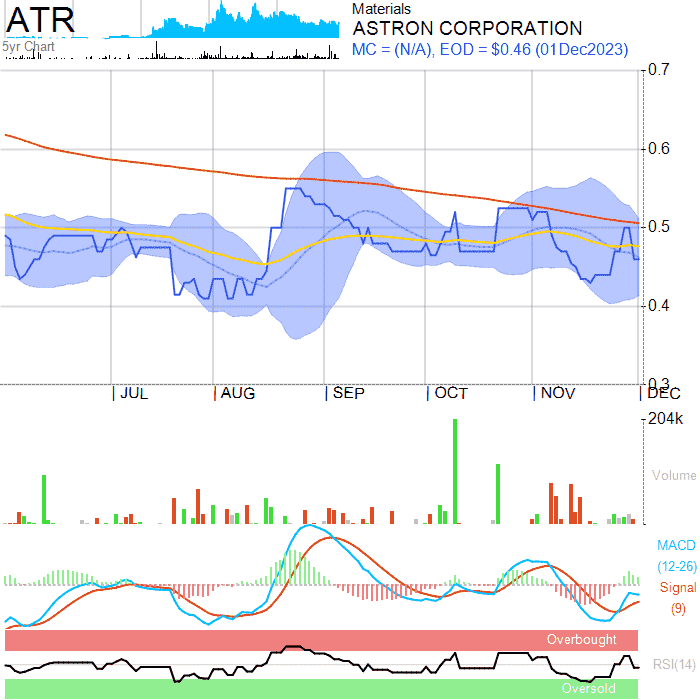 ATR
5yr Chart
Materials
ASTRON CORPORATION
MC = (N/A), EOD = $0.46 (01Dec2023)
0.7
0.6
0.5
0.4
0.3
JUL AUG SEP OCT NOV DEC
204k
Volume
MACD
(12-26)
Signal
(9)
Overbought
RSI(14)
Oversold